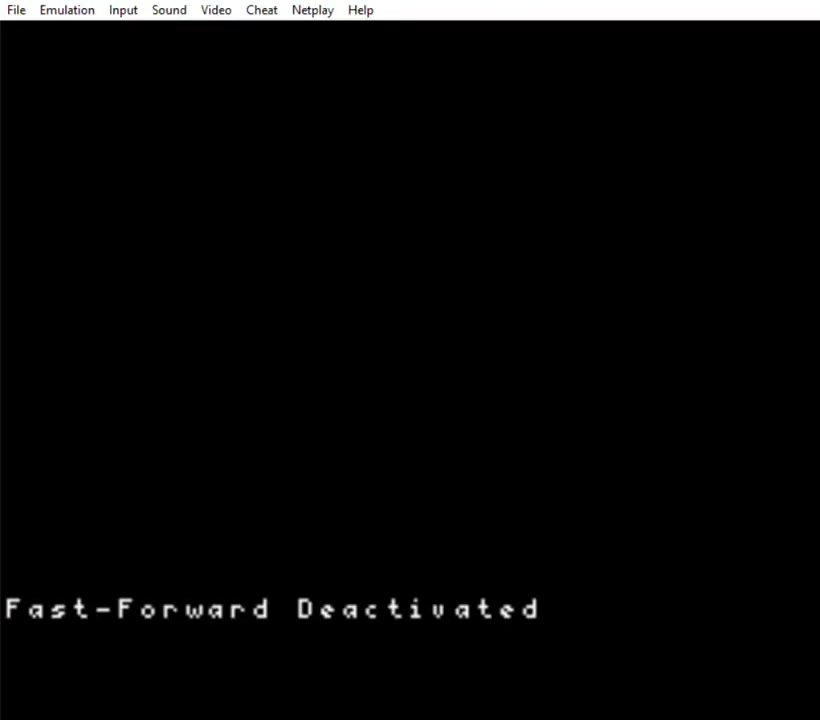 File Emulation Input Sound Video Cheat Netplay Help
Fast-Forward Deactivated